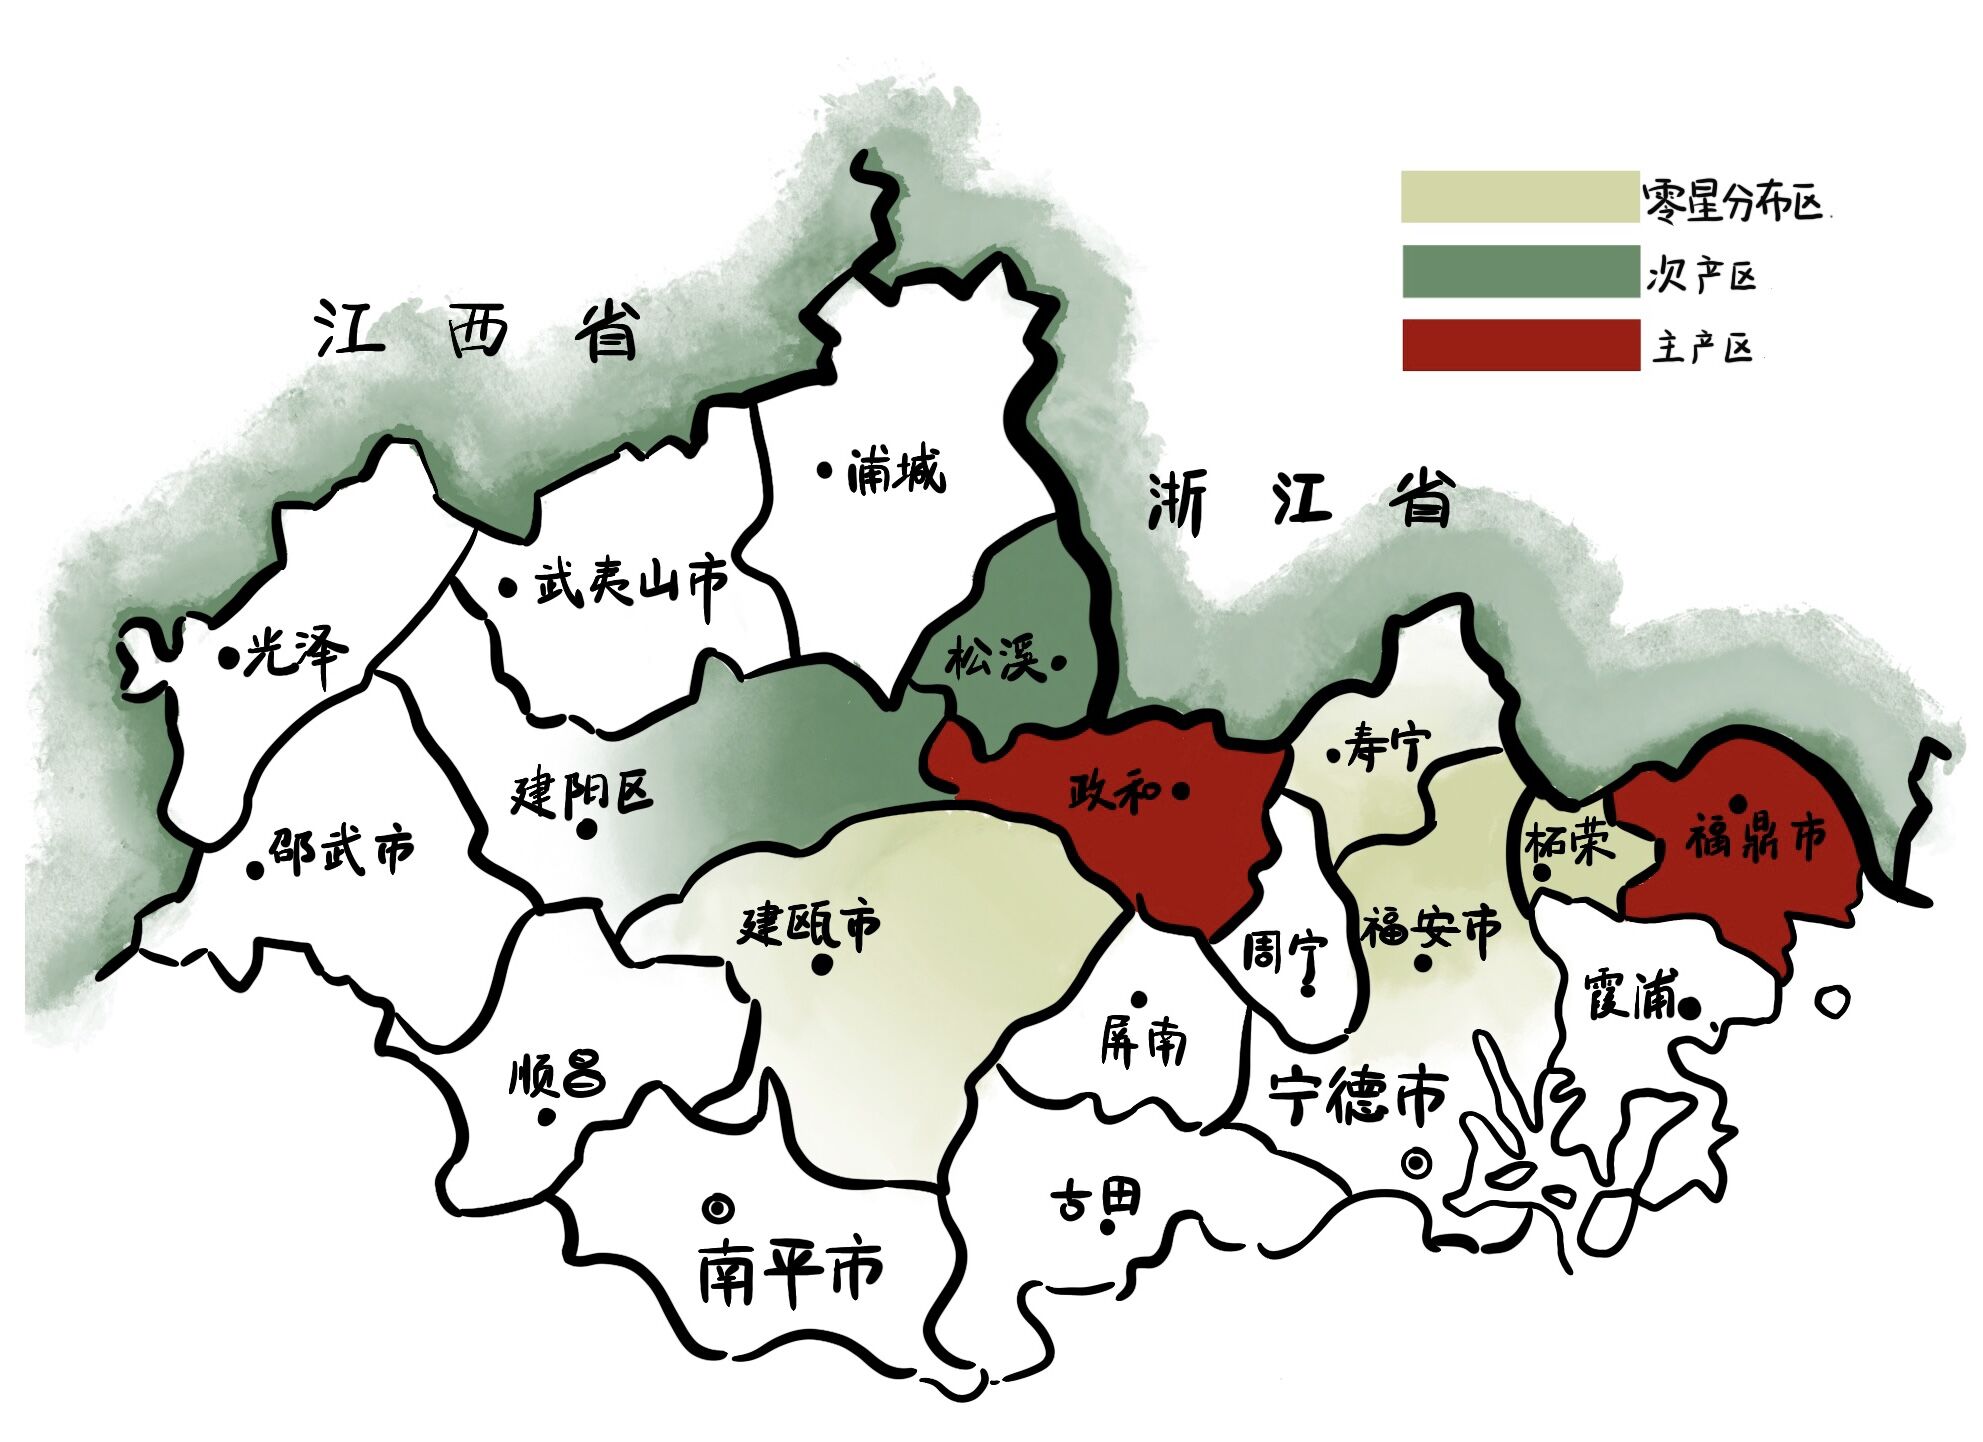 零星分布区
次产区
主产区
江西省
浙江省
浦城
武夷山市
光泽
松溪
寿宁
政和
建阳区
福鼎市
邵武市
柘荣
建瓯市
福安市
周宁
霞浦
屏南
顺昌
宁德市
古田
南平市